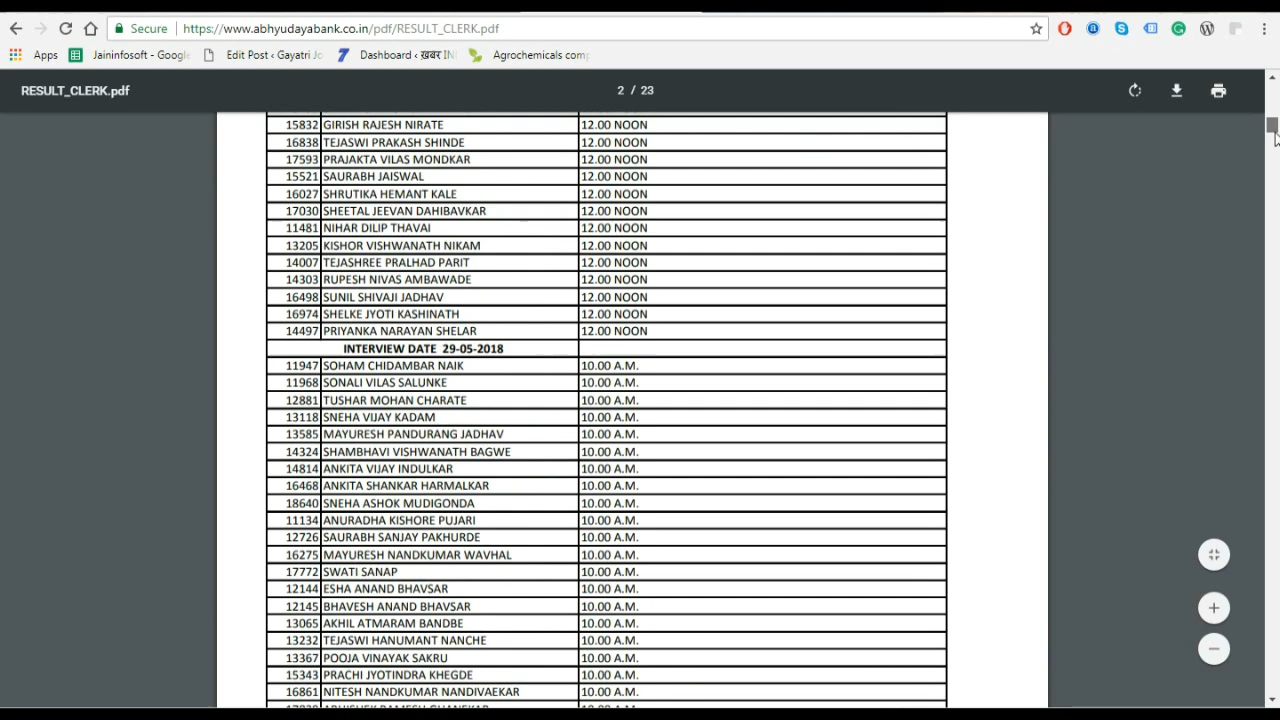 Secure https://www.abhyudayabank.co.in/pdf/RESULT_CLERK.pdf
Apps Jaininfosoft - Google Edit Post ‹ Gayatri Jo Dashboard ‹ ख़बर IN Agrochemicals comp
RESULT_CLERK.pdf 2 / 23
15832 GIRISH RAJESH NIRATE 12.00 NOON
16838 TEJASWI PRAKASH SHINDE 12.00 NOON
17593 PRAJAKTA VILAS MONDKAR 12.00 NOON
15521 SAURABH JAISWAL 12.00 NOON
16027 SHRUTIKA HEMANT KALE 12.00 NOON
17030 SHEETAL JEEVAN DAHIBAVKAR 12.00 NOON
11481 NIHAR DILIP THAVAI 12.00 NOON
13205 KISHOR VISHWANATH NIKAM 12.00 NOON
14007 TEJASHREE PRALHAD PARIT 12.00 NOON
14303 RUPESH NIVAS AMBAWADE 12.00 NOON
16498 SUNIL SHIVAJI JADHAV 12.00 NOON
16974 SHELKE JYOTI KASHINATH 12.00 NOON
14497 PRIYANKA NARAYAN SHELAR 12.00 NOON
INTERVIEW DATE 29-05-2018
11947 SOHAM CHIDAMBAR NAIK 10.00 A.M.
11968 SONALI VILAS SALUNKE 10.00 A.M.
12881 TUSHAR MOHAN CHARATE 10.00 A.M.
13118 SNEHA VIJAY KADAM 10.00 A.M.
13585 MAYURESH PANDURANG JADHAV 10.00 A.M.
14324 SHAMBHAVI VISHWANATH BAGWE 10.00 A.M.
14814 ANKITA VIJAY INDULKAR 10.00 A.M.
16468 ANKITA SHANKAR HARMALKAR 10.00 A.M.
18640 SNEHA ASHOK MUDIGONDA 10.00 A.M.
11134 ANURADHA KISHORE PUJARI 10.00 A.M.
12726 SAURABH SANJAY PAKHURDE 10.00 A.M.
16275 MAYURESH NANDKUMAR WAVHAL 10.00 A.M.
17772 SWATI SANAP 10.00 A.M.
12144 ESHA ANAND BHAVSAR 10.00 A.M.
12145 BHAVESH ANAND BHAVSAR 10.00 A.M.
13065 AKHIL ATMARAM BANDBE 10.00 A.M.
13232 TEJASWI HANUMANT NANCHE 10.00 A.M.
13367 POOJA VINAYAK SAKRU 10.00 A.M.
15343 PRACHI JYOTINDRA KHEGDE 10.00 A.M.
16861 NITESH NANDKUMAR NANDIVAEKAR 10.00 A.M.